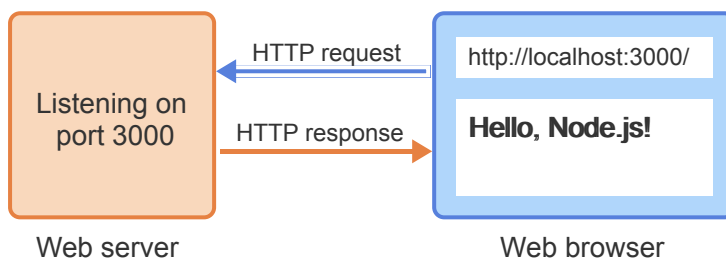 HTTP request
http://localhost:3000/
Listening on
port 3000
HTTP response
Hello, Node.js!
Web server
Web browser